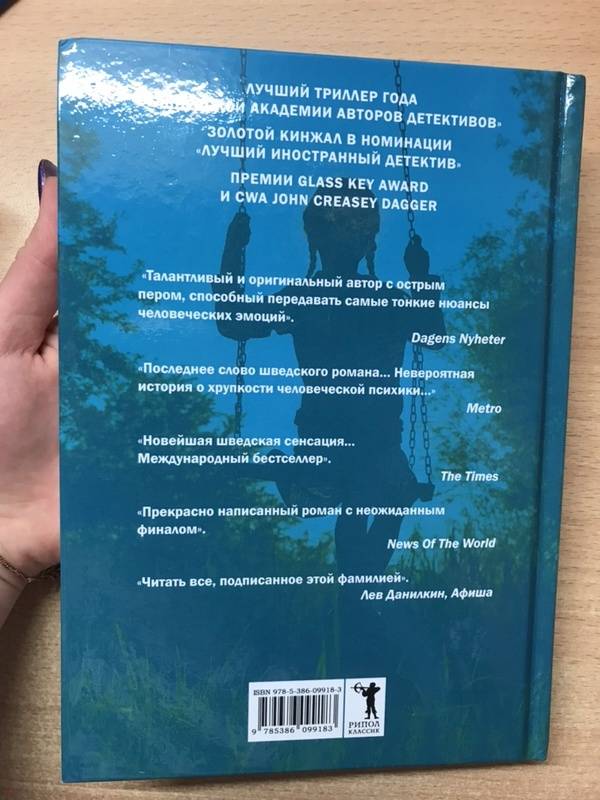 ЛУЧШИЙ ТРИЛЛЕР ГОДА
АКАДЕМИИ АВТОРОВ ДЕТЕКТИВОВ»
ЗОЛОТОЙ КИНЖАЛ В НОМИНАЦИИ
«ЛУЧШИЙ ИНОСТРАННЫЙ ДЕТЕКТИВ»
ПРЕМИИ GLASS KEY AWARD
И CWA JOHN CREASEY DAGGER
«Талантливый и оригинальный автор с острым
пером, способный передавать самые тонкие нюансы
человеческих эмоций».
Dagens Nyheter
«Последнее слово шведского романа... Невероятная
история о хрупкости человеческой психики...»
Metro
«Новейшая шведская сенсация...
Международный бестселлер».
The Times
«Прекрасно написанный роман с неожиданным
финалом».
News Of The World
«Читать все, подписанное этой фамилией».
Лев Данилкин, Афиша
ISBN 978-5-386-09918-3
9 785386 099183
РИПОЛ
КЛАССИК